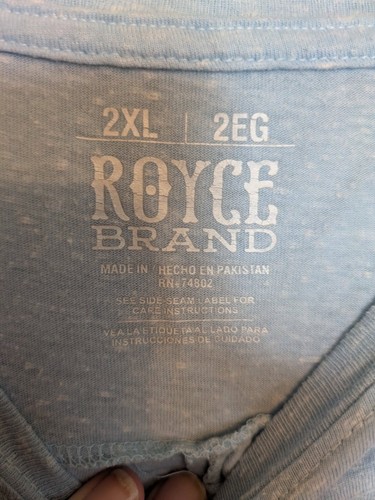 2XL | 2EG
ROYCE
BRAND
MADE IN / HECHO EN PAKISTAN
RN#74802
SEE SIDE SEAM LABEL FOR
CARE INSTRUCTIONS
VEA LA ETIQUETA AL LADO PARA
INSTRUCCIONES DE CUIDADO